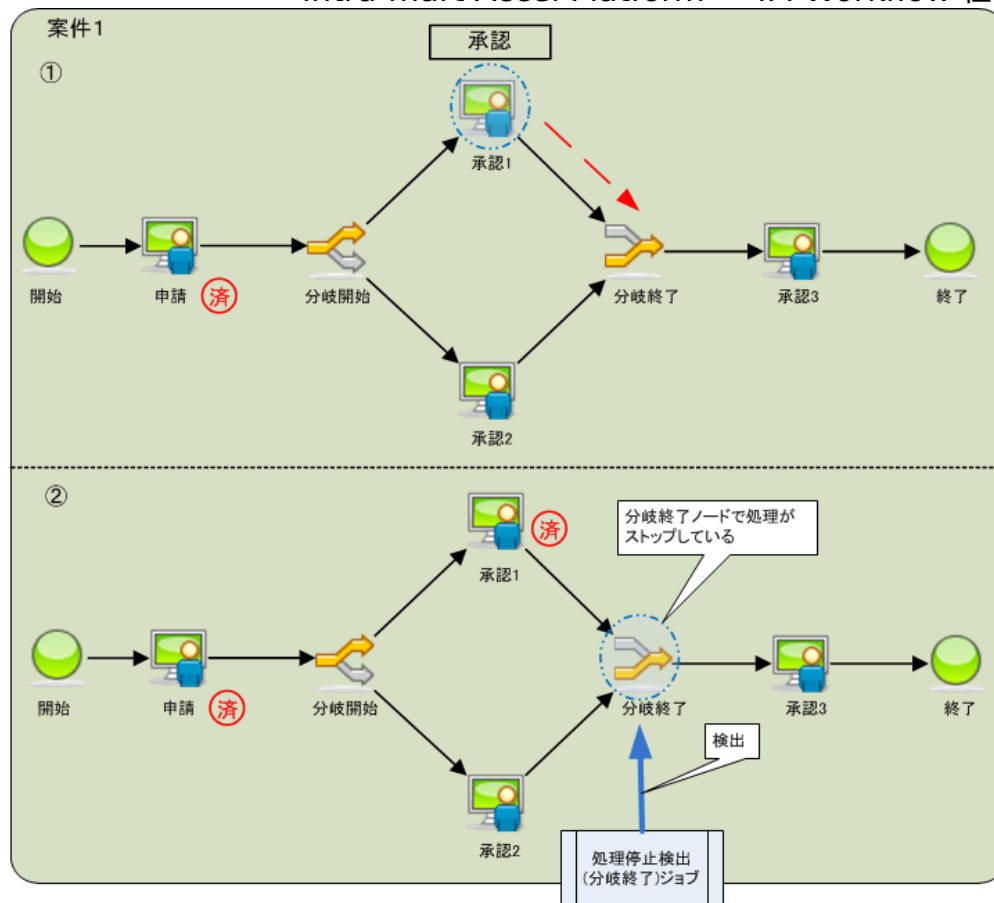 案件1
①
承認
承認1
開始
申請
済
分岐開始
分岐終了
承認3
終了
承認2
②
分岐終了ノードで処理が
ストップしている
済
承認1
開始
申請
済
分岐開始
分岐終了
承認3
終了
検出
承認2
処理停止検出
(分岐終了)ジョブ